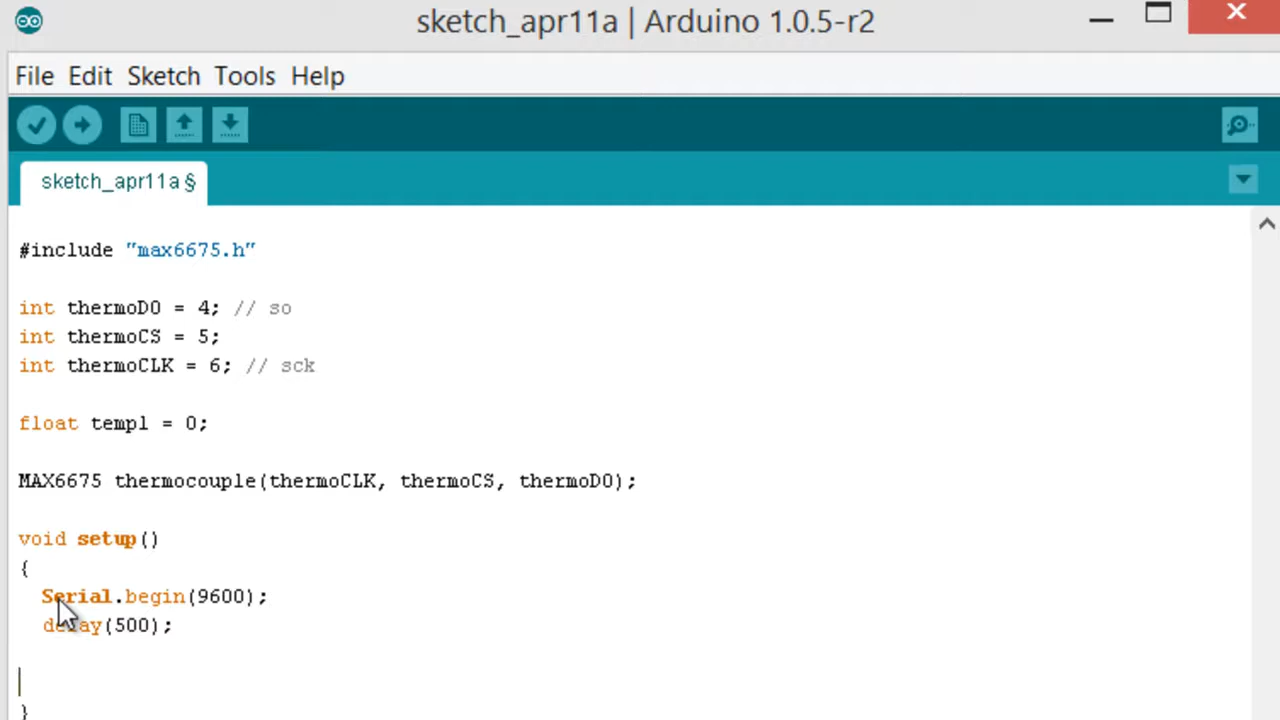 sketch_apr11a | Arduino 1.0.5-r2
File Edit Sketch Tools Help
sketch_apr11a §
#include "max6675.h"
int thermoDO = 4; // so
int thermoCS = 5;
int thermoCLK = 6; // sck
float temp1 = 0;
MAX6675 thermocouple(thermoCLK, thermoCS, thermoDO);
void setup()
{
Serial.begin(9600);
delay(500);
}